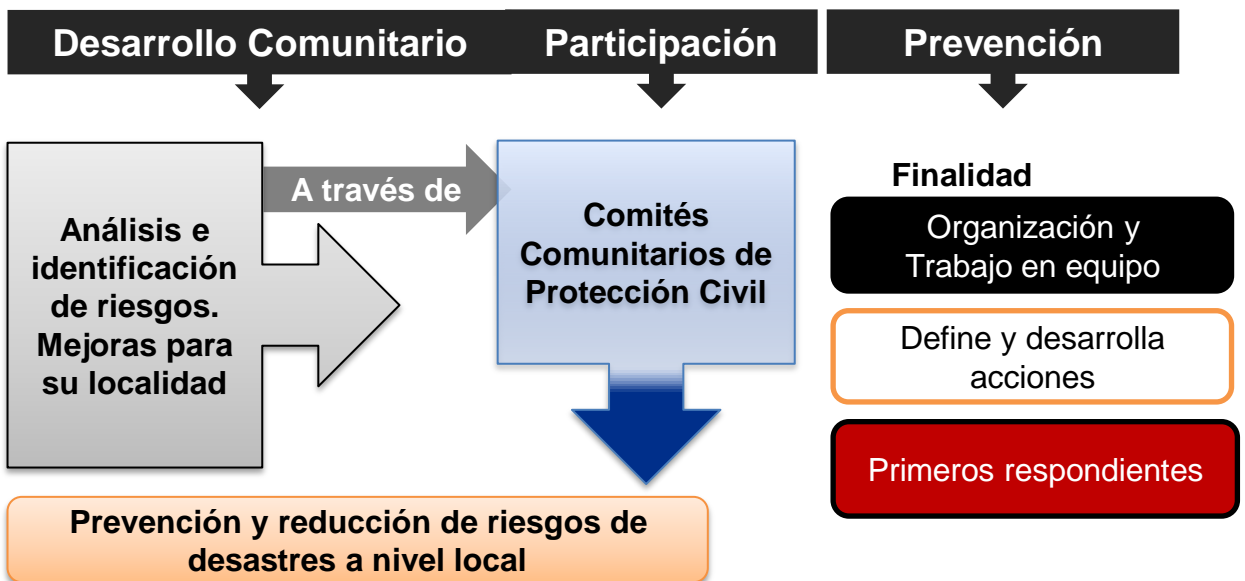 Desarrollo Comunitario
Participación
Prevención
Análisis e
identificación
de riesgos.
Mejoras para
su localidad
A través de
Comités
Comunitarios de
Protección Civil
Finalidad
Organización y
Trabajo en equipo
Define y desarrolla
acciones
Primeros respondientes
Prevención y reducción de riesgos de
desastres a nivel local